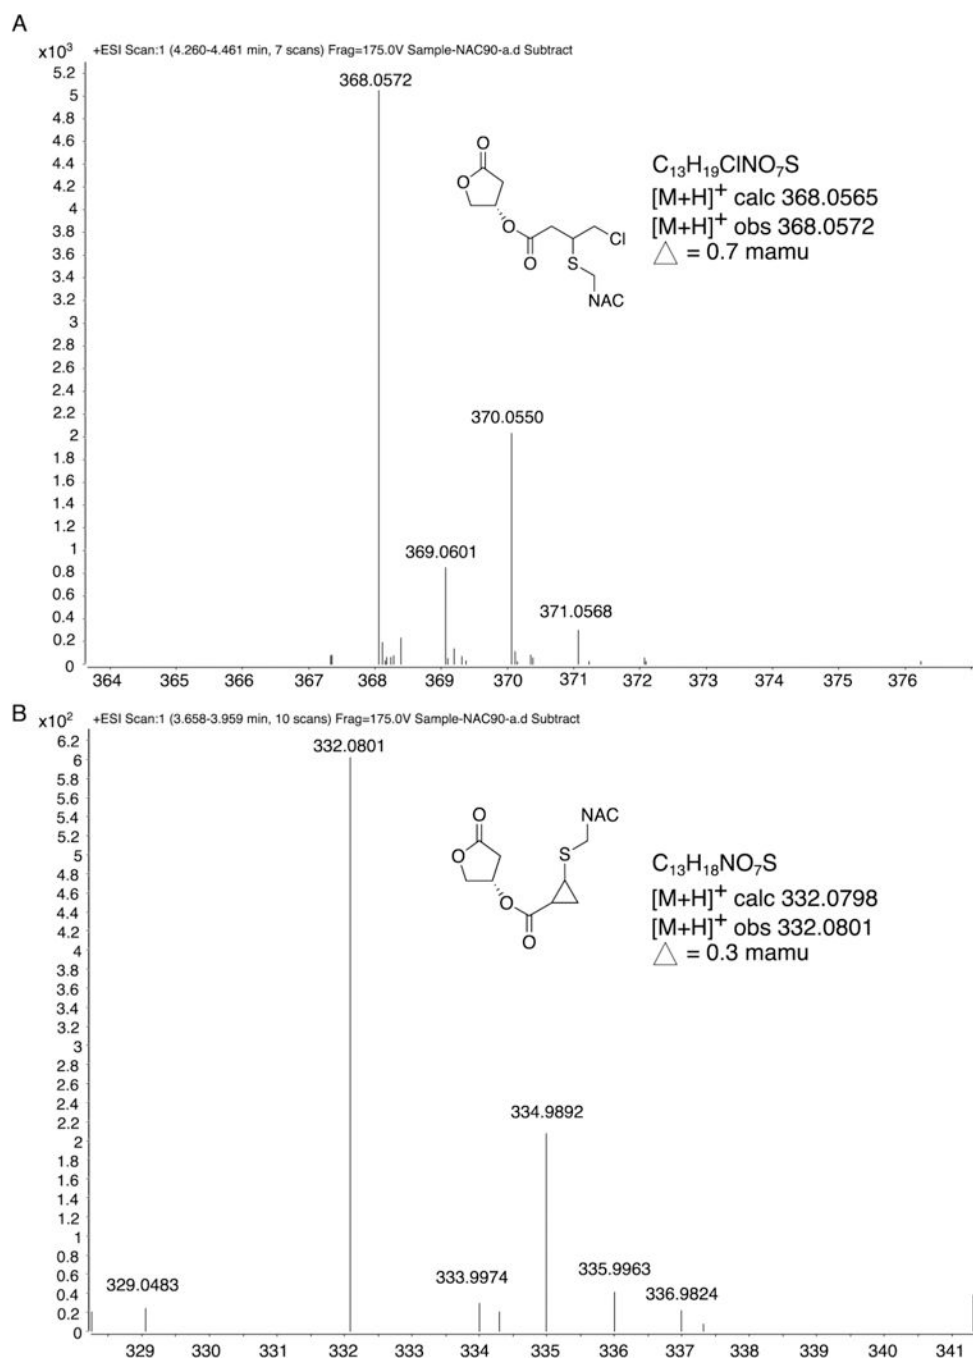 A
x10³ +ESI Scan:1 (4.260-4.461 min, 7 scans) Frag=175.0V Sample-NAC90-a.d Subtract
5.2
5
4.8
4.6
4.4
4.2
4
3.8
3.6
3.4
3.2
3
2.8
2.6
2.4
2.2
2
1.8
1.6
1.4
1.2
1
0.8
0.6
0.4
0.2
0
368.0572
370.0550
369.0601
371.0568
O
O
O
O
S
Cl
NAC
C₁₃H₁₉ClNO₇S
[M+H]⁺ calc 368.0565
[M+H]⁺ obs 368.0572
△ = 0.7 mamu
364 365 366 367 368 369 370 371 372 373 374 375 376
B
x10² +ESI Scan:1 (3.658-3.959 min, 10 scans) Frag=175.0V Sample-NAC90-a.d Subtract
6.2
6
5.8
5.6
5.4
5.2
5
4.8
4.6
4.4
4.2
4
3.8
3.6
3.4
3.2
3
2.8
2.6
2.4
2.2
2
1.8
1.6
1.4
1.2
1
0.8
0.6
0.4
0.2
0
332.0801
334.9892
329.0483
333.9974
335.9963
336.9824
NAC
O
S
O
O
O
C₁₃H₁₈NO₇S
[M+H]⁺ calc 332.0798
[M+H]⁺ obs 332.0801
△ = 0.3 mamu
329 330 331 332 333 334 335 336 337 338 339 340 341